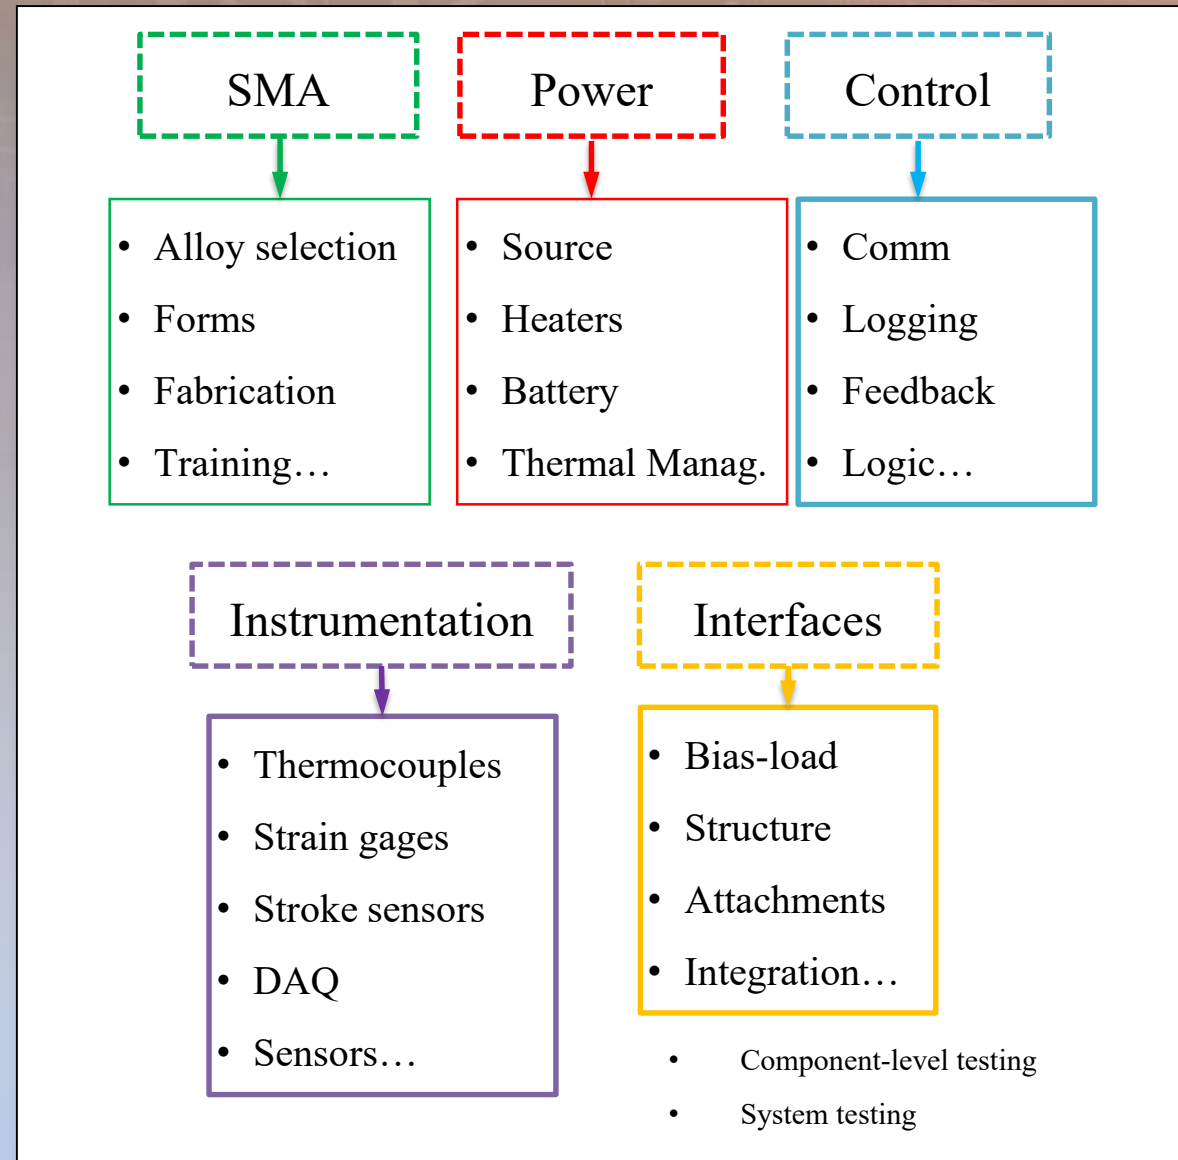 SMA
• Alloy selection
• Forms
• Fabrication
• Training…
Power
• Source
• Heaters
• Battery
• Thermal Manag.
Control
• Comm
• Logging
• Feedback
• Logic…
Instrumentation
• Thermocouples
• Strain gages
• Stroke sensors
• DAQ
• Sensors…
Interfaces
• Bias-load
• Structure
• Attachments
• Integration…
• Component-level testing
• System testing